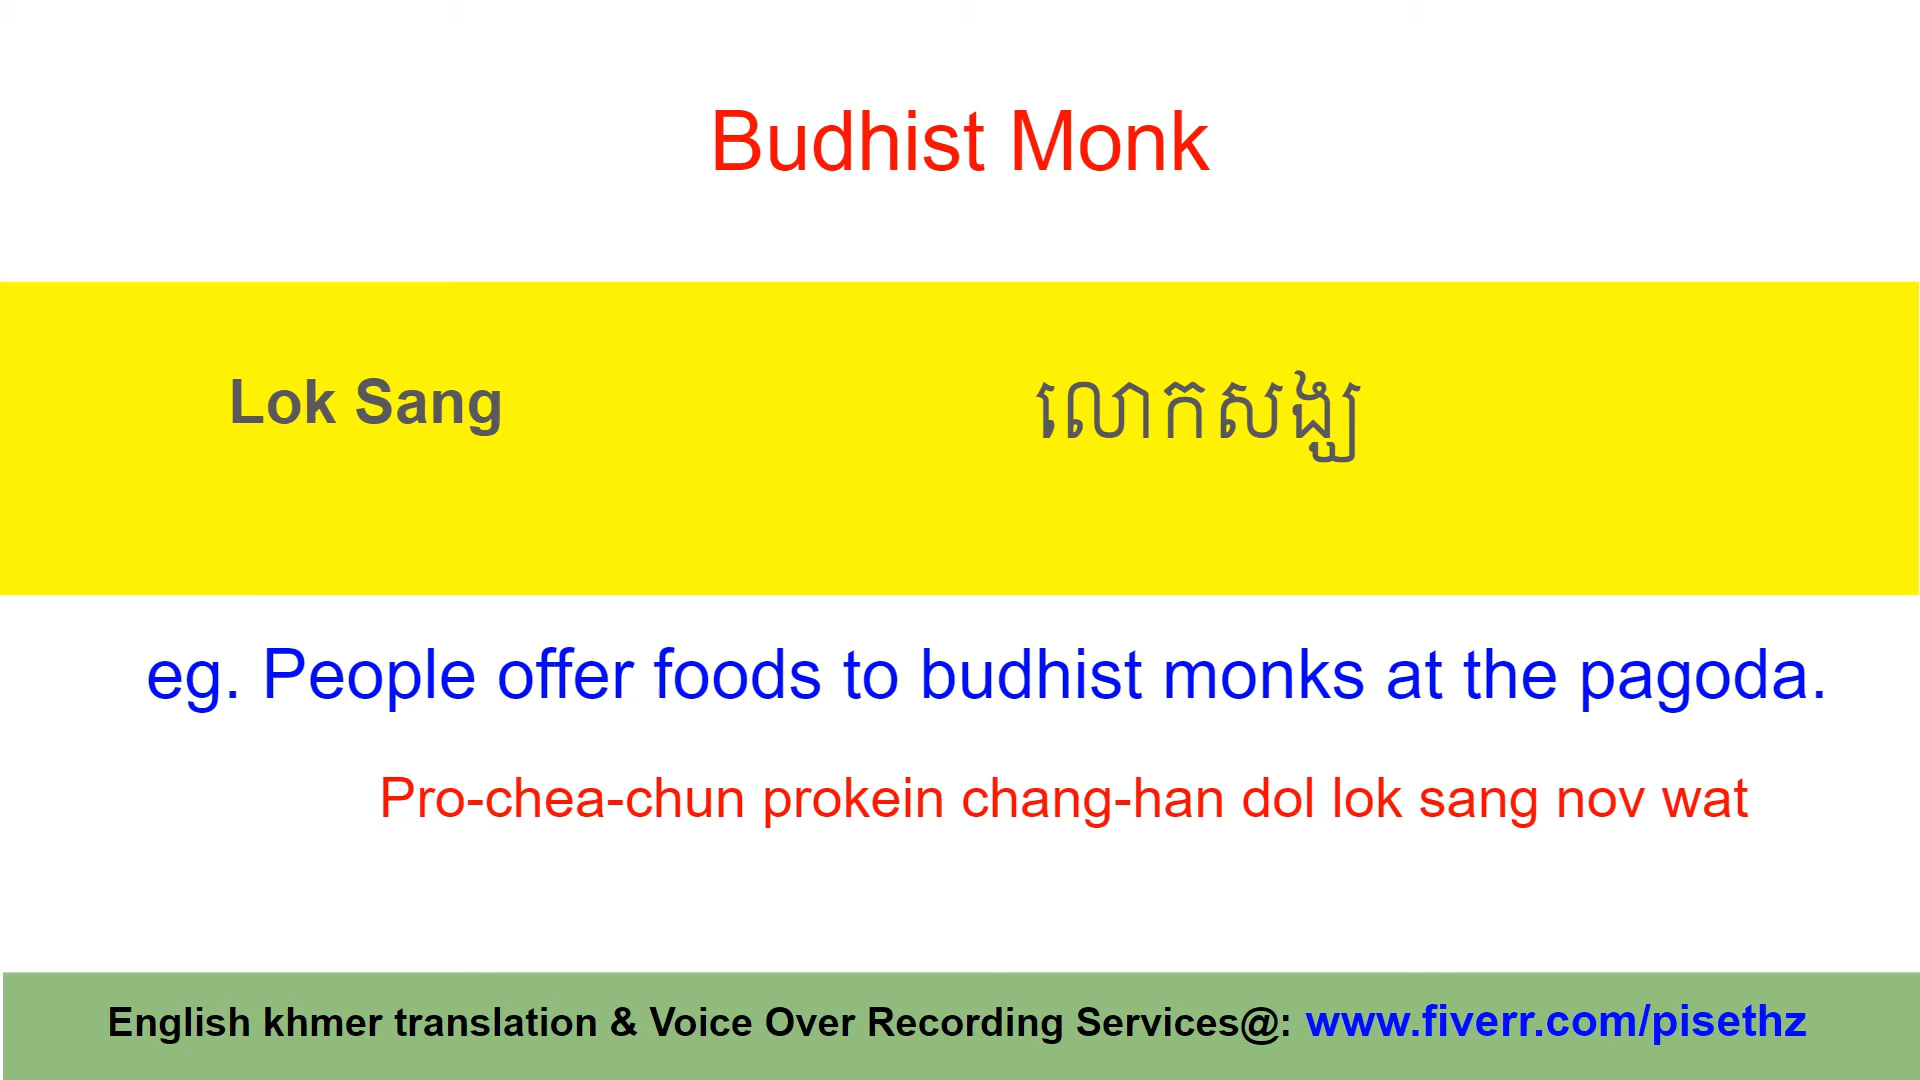 Budhist Monk
Lok Sang
លោកសង្ឃ
eg. People offer foods to budhist monks at the pagoda.
Pro-chea-chun prokein chang-han dol lok sang nov wat
English khmer translation & Voice Over Recording Services@: www.fiverr.com/pisethz